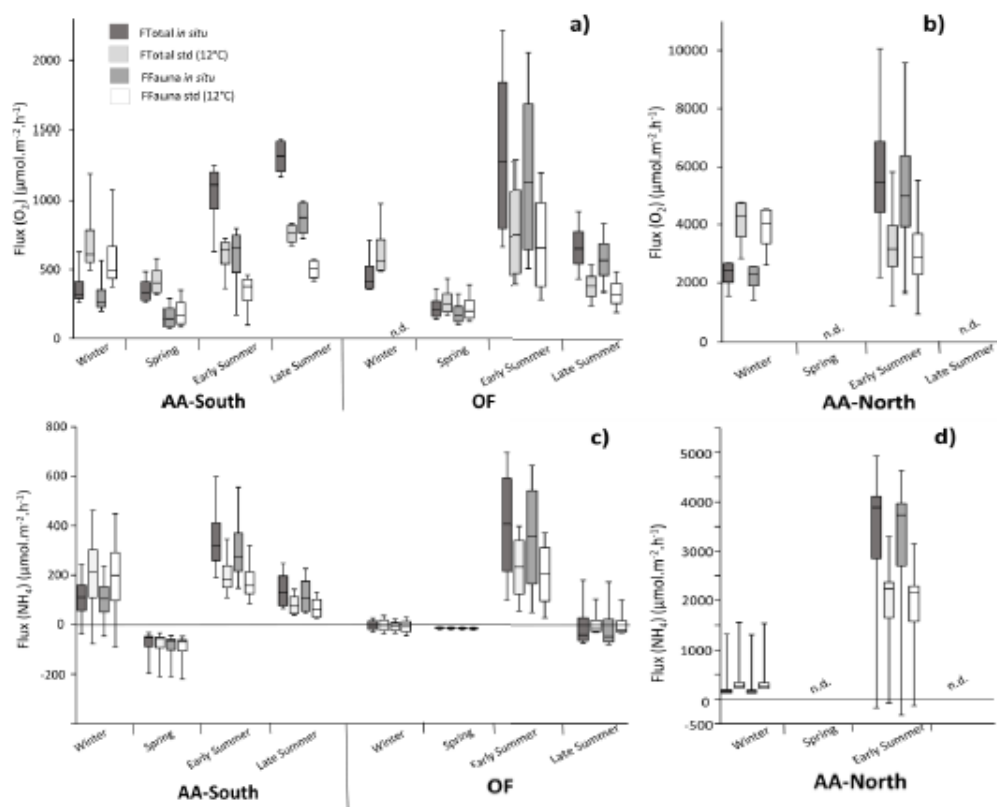 a)
FTotal in situ
FTotal std (12°C)
FFauna in situ
FFauna std (12°C)
Flux (O₂) (µmol.m⁻².h⁻¹)
2000
1500
1000
500
0
n.d.
Winter
Spring
Early Summer
Late Summer
Winter
Spring
Early Summer
Late Summer
AA-South
OF
b)
Flux (O₂) (µmol.m⁻².h⁻¹)
10000
8000
6000
4000
2000
0
n.d.
n.d.
Winter
Spring
Early Summer
Late Summer
AA-North
c)
Flux (NH₄) (µmol.m⁻².h⁻¹)
800
600
400
200
0
-200
Winter
Spring
Early Summer
Late Summer
Winter
Spring
Early Summer
Late Summer
AA-South
OF
d)
Flux (NH₄) (µmol.m⁻².h⁻¹)
5000
4000
3000
2000
1000
0
-500
n.d.
n.d.
Winter
Spring
Early Summer
AA-North